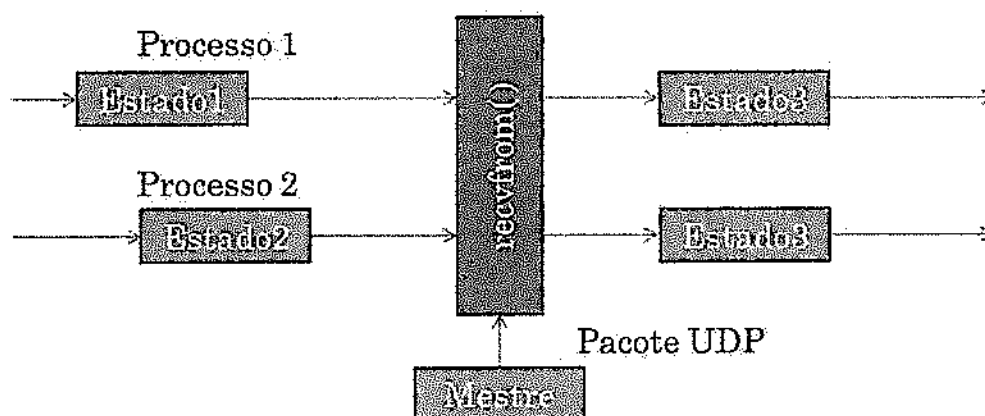 Processo 1
Estado1
recvfrom()
Estado3
Processo 2
Estado2
Estado3
Pacote UDP
Mestre